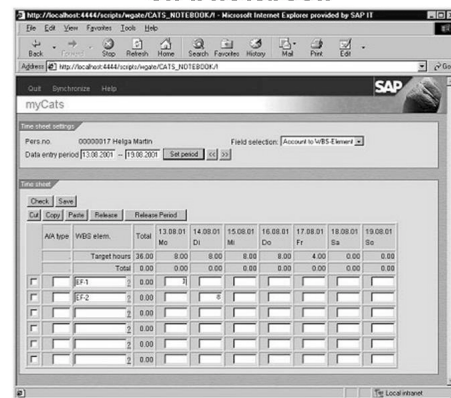 http://localhost:4444/scripts/wgate/CATS_NOTEBOOK/! - Microsoft Internet Explorer provided by SAP IT
File Edit View Favorites Tools Help
Back Forward Stop Refresh Home Search Favorites History Mail Print Edit
Address http://localhost:4444/scripts/wgate/CATS_NOTEBOOK/! Go
Quit Synchronize Help
SAP
myCats
Time sheet settings
Pers.no. 00000017 Helga Martin Field selection: Account to WBS-Element
Data entry period 13.08.2001 -- 19.08.2001 Set period << >>
Time sheet
Check Save
Cut Copy Paste Release Release Period
A/A type WBS elem. Total 13.08.01 14.08.01 15.08.01 16.08.01 17.08.01 18.08.01 19.08.01
Mo Di Mi Do Fr Sa So
Target hours 36.00 8.00 8.00 8.00 8.00 4.00 0.00 0.00
Total 0.00 0.00 0.00 0.00 0.00 0.00 0.00 0.00
EF-1 0.00
EF-2 0.00 8
0.00
0.00
0.00
0.00
Local intranet